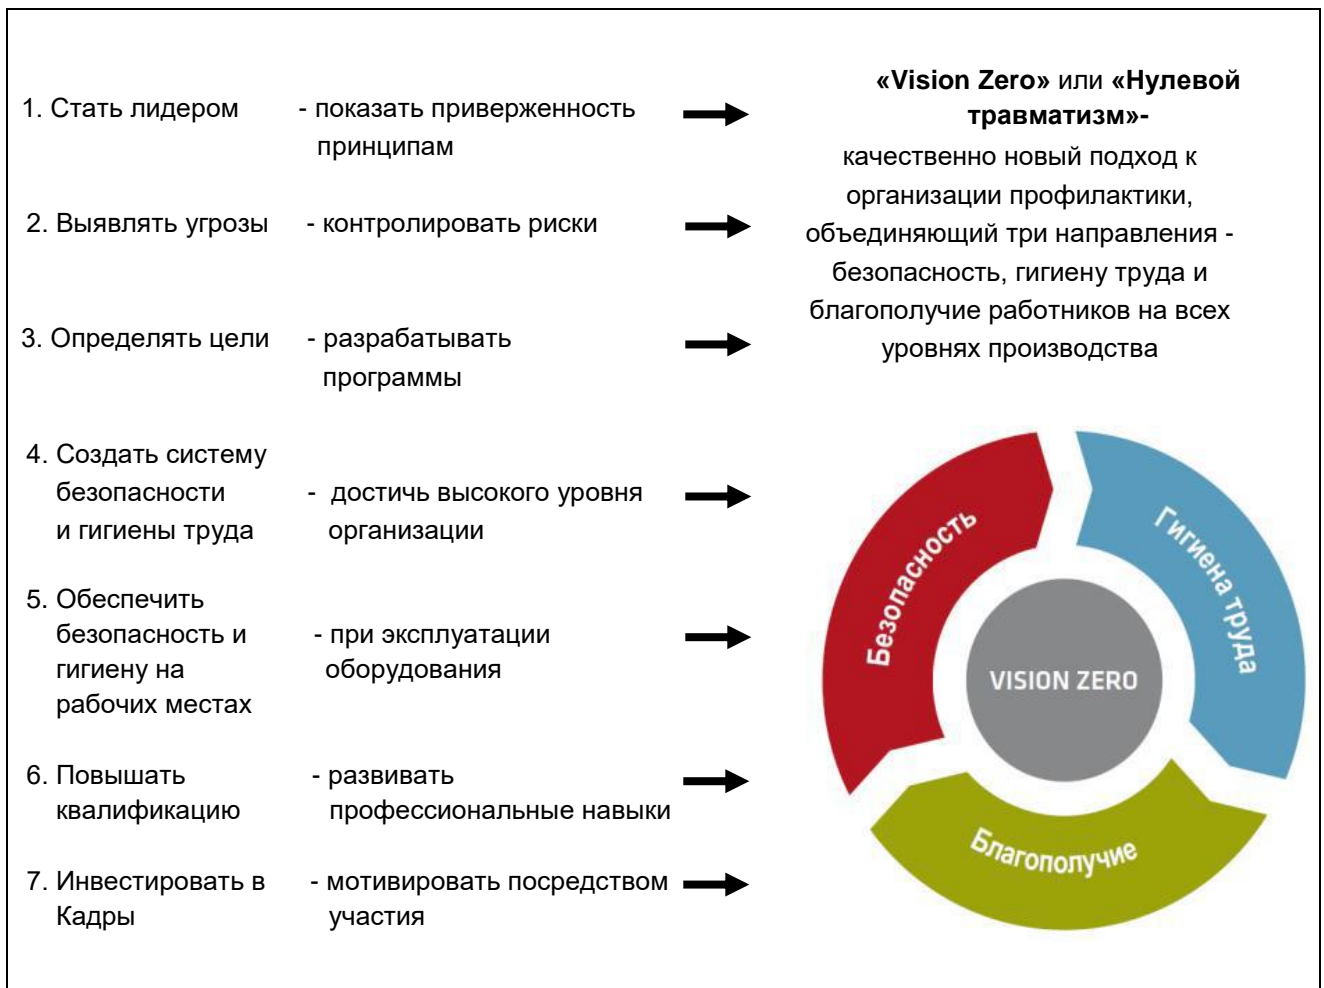 1. Стать лидером - показать приверженность
принципам
2. Выявлять угрозы - контролировать риски
3. Определять цели - разрабатывать
программы
4. Создать систему
безопасности - достичь высокого уровня
и гигиены труда организации
5. Обеспечить
безопасность и - при эксплуатации
гигиену на оборудования
рабочих местах
6. Повышать - развивать
квалификацию профессиональные навыки
7. Инвестировать в - мотивировать посредством
Кадры участия
«Vision Zero» или «Нулевой
травматизм»-
качественно новый подход к
организации профилактики,
объединяющий три направления -
безопасность, гигиену труда и
благополучие работников на всех
уровнях производства
Безопасность
Гигиена труда
VISION ZERO
Благополучие